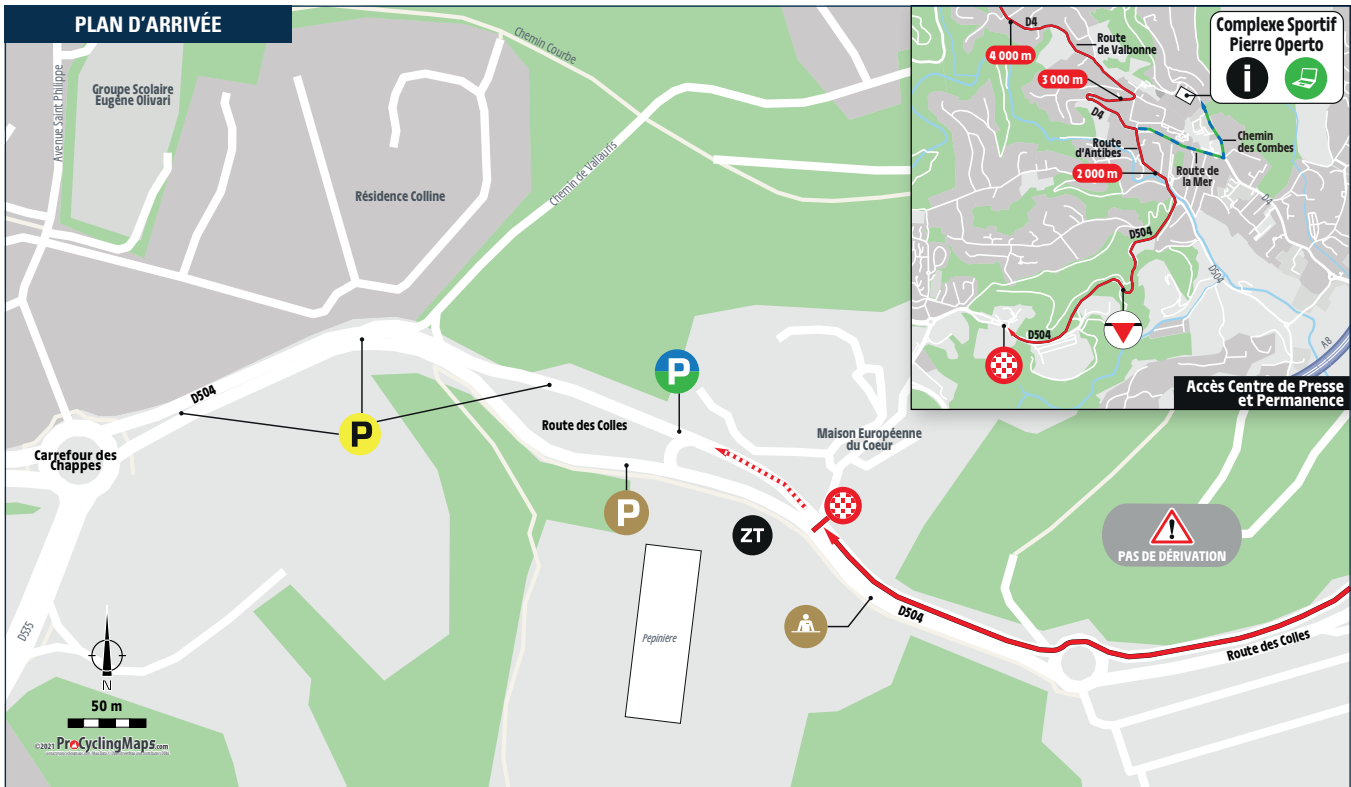 PLAN D'ARRIVÉE
Chemin Courbe
Avenue Saint Philippe
Groupe Scolaire
Eugène Olivari
Résidence Colline
Chemin de Vallauris
D504
P
Carrefour des
Chappes
Route des Colles
P
P
Maison Européenne
du Coeur
ZT
PAS DE DÉRIVATION
D504
Route des Colles
Pépinière
D535
N
50 m
©2021 ProCyclingMaps.com
D4
Route
de Valbonne
4 000 m
3 000 m
D4
Route
d'Antibes
2 000 m
Route de
la Mer
Chemin
des Combes
D4
D504
D504
D504
A8
Complexe Sportif
Pierre Operto
i
Accès Centre de Presse
et Permanence